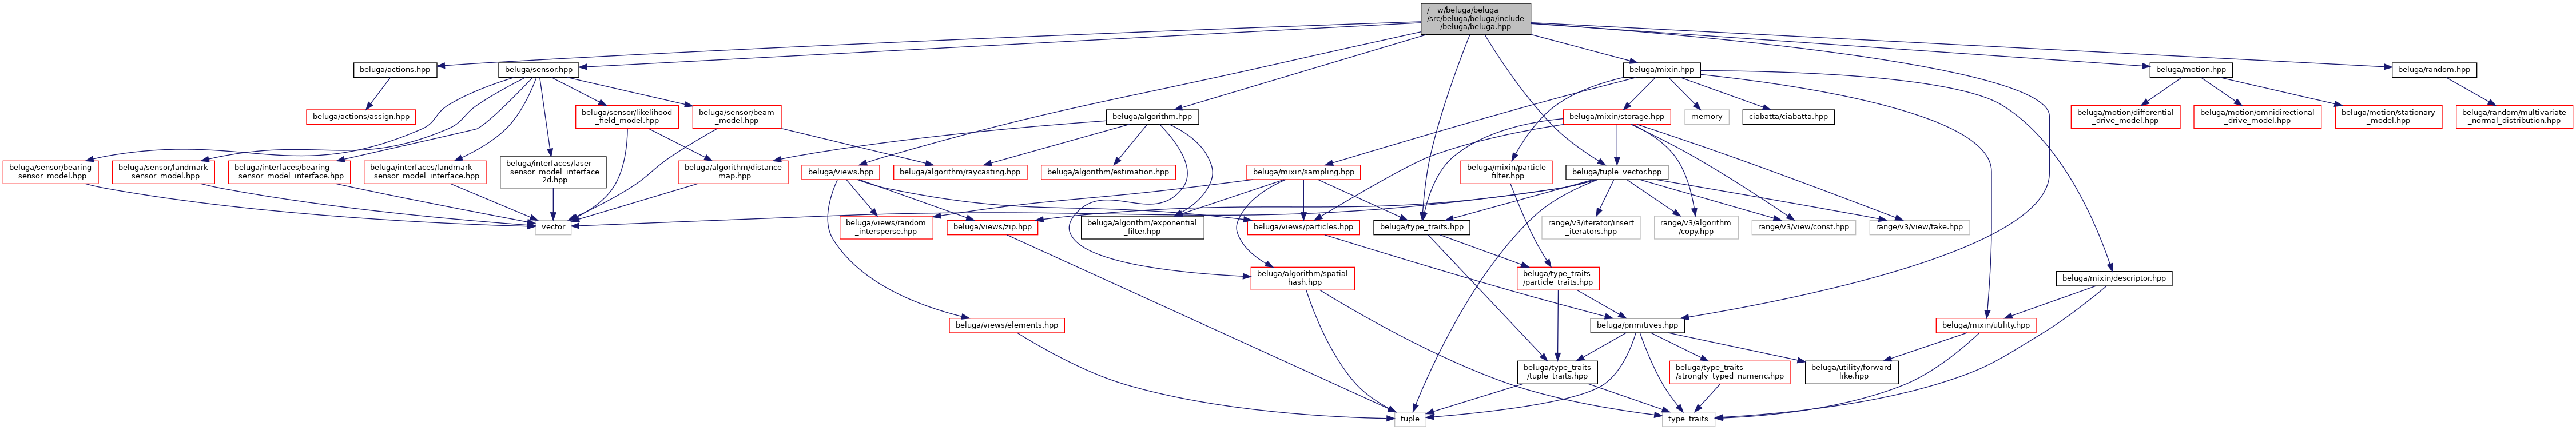 /__w/beluga/beluga
/src/beluga/beluga/include
/beluga/beluga.hpp
beluga/actions.hpp
beluga/sensor.hpp
beluga/mixin.hpp
beluga/motion.hpp
beluga/random.hpp
beluga/actions/assign.hpp
beluga/sensor/likelihood
_field_model.hpp
beluga/sensor/beam
_model.hpp
beluga/algorithm.hpp
beluga/mixin/storage.hpp
memory
ciabatta/ciabatta.hpp
beluga/motion/differential
_drive_model.hpp
beluga/motion/omnidirectional
_drive_model.hpp
beluga/motion/stationary
_model.hpp
beluga/random/multivariate
_normal_distribution.hpp
beluga/sensor/bearing
_sensor_model.hpp
beluga/sensor/landmark
_sensor_model.hpp
beluga/interfaces/bearing
_sensor_model_interface.hpp
beluga/interfaces/landmark
_sensor_model_interface.hpp
beluga/interfaces/laser
_sensor_model_interface
_2d.hpp
beluga/algorithm/distance
_map.hpp
beluga/views.hpp
beluga/algorithm/raycasting.hpp
beluga/algorithm/estimation.hpp
beluga/mixin/sampling.hpp
beluga/mixin/particle
_filter.hpp
beluga/tuple_vector.hpp
vector
beluga/views/random
_intersperse.hpp
beluga/views/zip.hpp
beluga/algorithm/exponential
_filter.hpp
beluga/views/particles.hpp
beluga/type_traits.hpp
range/v3/iterator/insert
_iterators.hpp
range/v3/algorithm
/copy.hpp
range/v3/view/const.hpp
range/v3/view/take.hpp
beluga/algorithm/spatial
_hash.hpp
beluga/type_traits
/particle_traits.hpp
beluga/mixin/descriptor.hpp
beluga/views/elements.hpp
beluga/primitives.hpp
beluga/mixin/utility.hpp
beluga/type_traits
/tuple_traits.hpp
beluga/type_traits
/strongly_typed_numeric.hpp
beluga/utility/forward
_like.hpp
tuple
type_traits